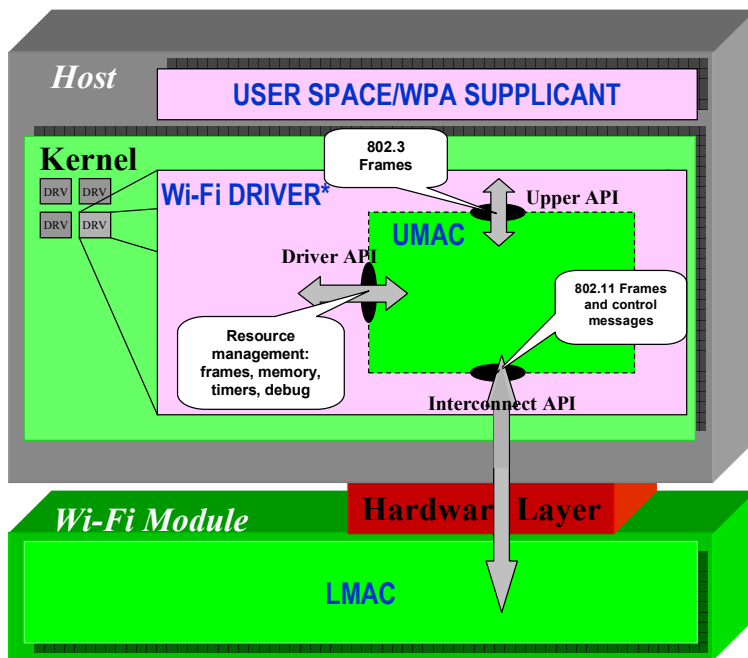 Host
USER SPACE/WPA SUPPLICANT
802.3
Frames
Kernel
DRV DRV
DRV DRV
Wi-Fi DRIVER*
Upper API
UMAC
Driver API
802.11 Frames
and control
messages
Resource
management:
frames, memory,
timers, debug
Interconnect API
Wi-Fi Module
Hardwar Layer
LMAC